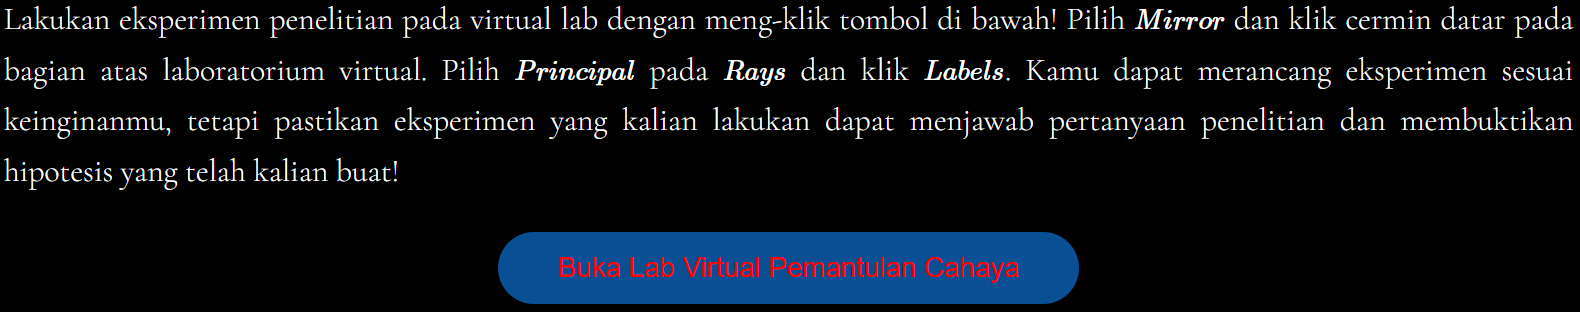 Lakukan eksperimen penelitian pada virtual lab dengan meng-klik tombol di bawah! Pilih Mirror dan klik cermin datar pada
bagian atas laboratorium virtual. Pilih Principal pada Rays dan klik Labels. Kamu dapat merancang eksperimen sesuai
keinginanmu, tetapi pastikan eksperimen yang kalian lakukan dapat menjawab pertanyaan penelitian dan membuktikan
hipotesis yang telah kalian buat!
Buka Lab Virtual Pemantulan Cahaya